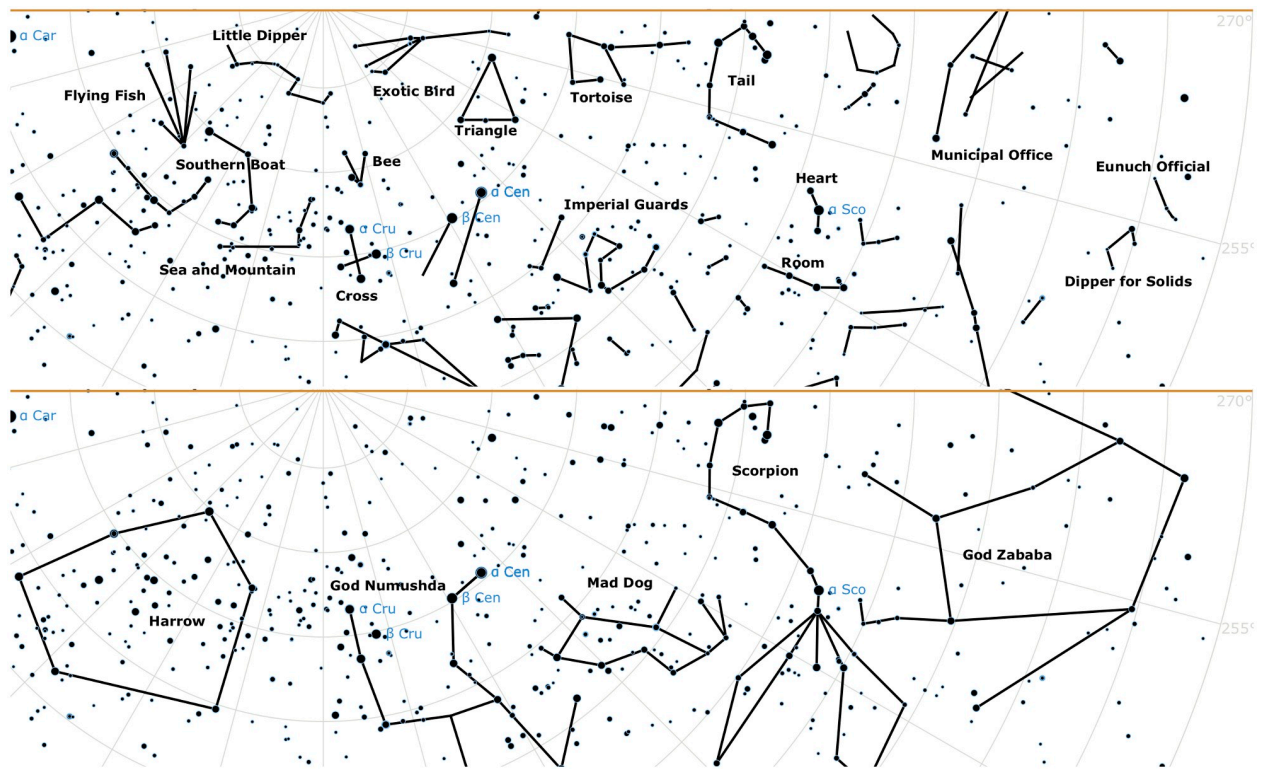 α Car
Little Dipper
270°
Flying Fish
Exotic Bird
Tortoise
Tail
Triangle
Southern Boat
Bee
Municipal Office
Eunuch Official
α Cen
β Cen
Imperial Guards
Heart
α Sco
α Cru
β Cru
Sea and Mountain
Cross
Room
255°
Dipper for Solids
α Car
270°
Scorpion
God Zababa
α Cen
β Cen
God Numushda
Mad Dog
α Sco
Harrow
α Cru
β Cru
255°